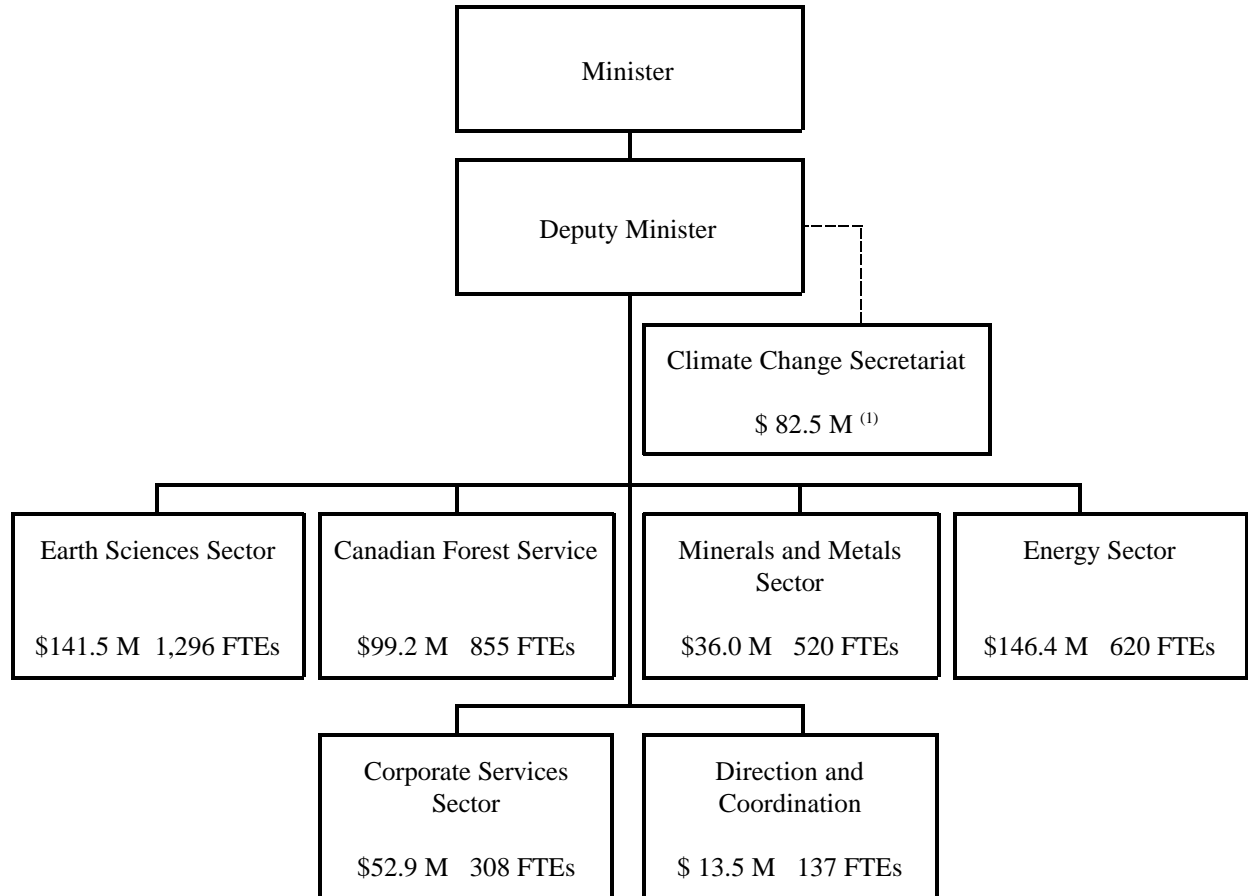 Minister
Deputy Minister
Climate Change Secretariat
$ 82.5 M (1)
Earth Sciences Sector
$141.5 M 1,296 FTEs
Canadian Forest Service
$99.2 M 855 FTEs
Minerals and Metals
Sector
$36.0 M 520 FTEs
Energy Sector
$146.4 M 620 FTEs
Corporate Services
Sector
$52.9 M 308 FTEs
Direction and
Coordination
$ 13.5 M 137 FTEs